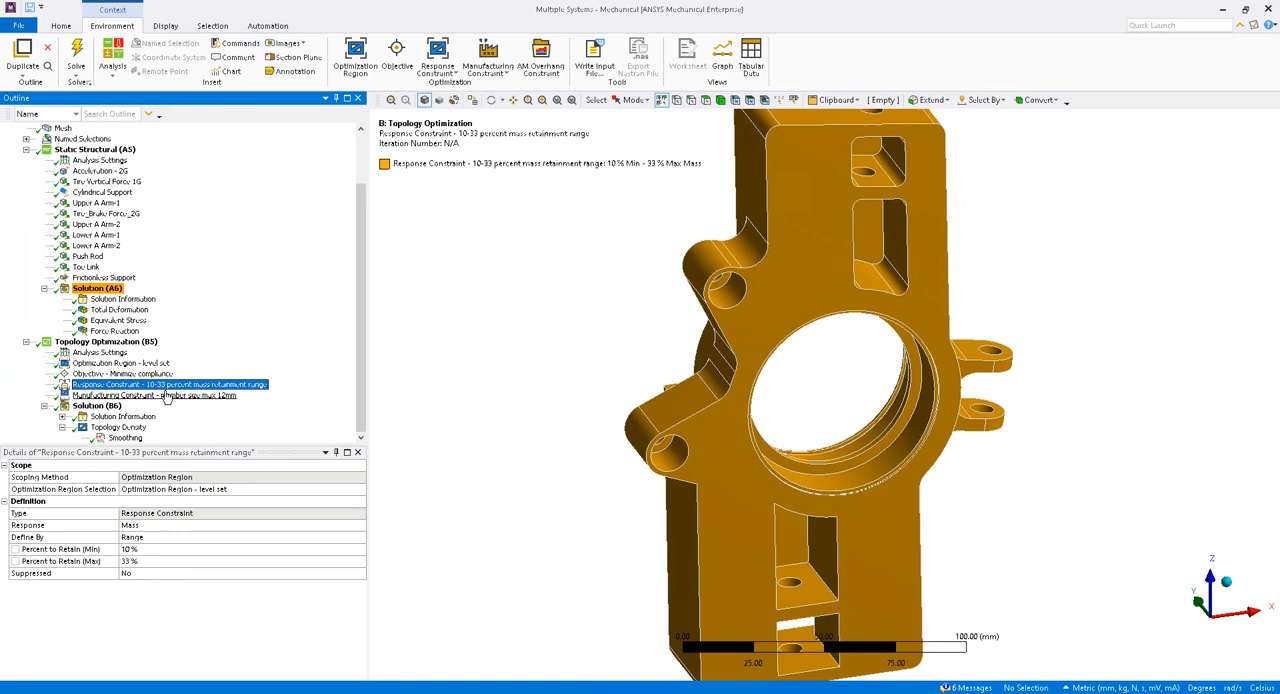 Multiple Systems - Mechanical [ANSYS Mechanical Enterprise]
Context
File Home Environment Display Selection Automation
Quick Launch
Duplicate
Outline
Solve
Solve
Analysis
Named Selection
Coordinate System
Remote Point
Commands
Comment
Chart
Images
Section Plane
Annotation
Insert
Optimization Region
Objective
Response Constraint
Manufacturing Constraint
AM Overhang Constraint
Optimization
Write Input File...
Export Nastran File
Tools
Worksheet
Graph
Tabular Data
Views
Outline
Name
Search Outline
Select Mode
Clipboard [ Empty ] Extend Select By Convert
Mesh
Named Selections
Static Structural (A5)
Analysis Settings
Acceleration - 2G
Tire Vertical Force 1G
Cylindrical Support
Upper A Arm-1
Tire_Brake Force_2G
Upper A Arm-2
Lower A Arm-1
Lower A Arm-2
Push Rod
Toe Link
Frictionless Support
Solution (A6)
Solution Information
Total Deformation
Equivalent Stress
Force Reaction
Topology Optimization (B5)
Analysis Settings
Optimization Region - level set
Objective - Minimize compliance
Response Constraint - 10-33 percent mass retainment range
Manufacturing Constraint - member size max 12mm
Solution (B6)
Solution Information
Topology Density
Smoothing
Details of "Response Constraint - 10-33 percent mass retainment range"
Scope
Scoping Method Optimization Region
Optimization Region Selection Optimization Region - level set
Definition
Type Response Constraint
Response Mass
Define By Range
Percent to Retain (Min) 10 %
Percent to Retain (Max) 33 %
Suppressed No
B: Topology Optimization
Response Constraint - 10-33 percent mass retainment range
Iteration Number: N/A
Response Constraint - 10-33 percent mass retainment range: 10 % Min - 33 % Max Mass
0.00 50.00 100.00 (mm)
25.00 75.00
Z
Y
X
6 Messages No Selection Metric (mm, kg, N, s, mV, mA) Degrees rad/s Celsius